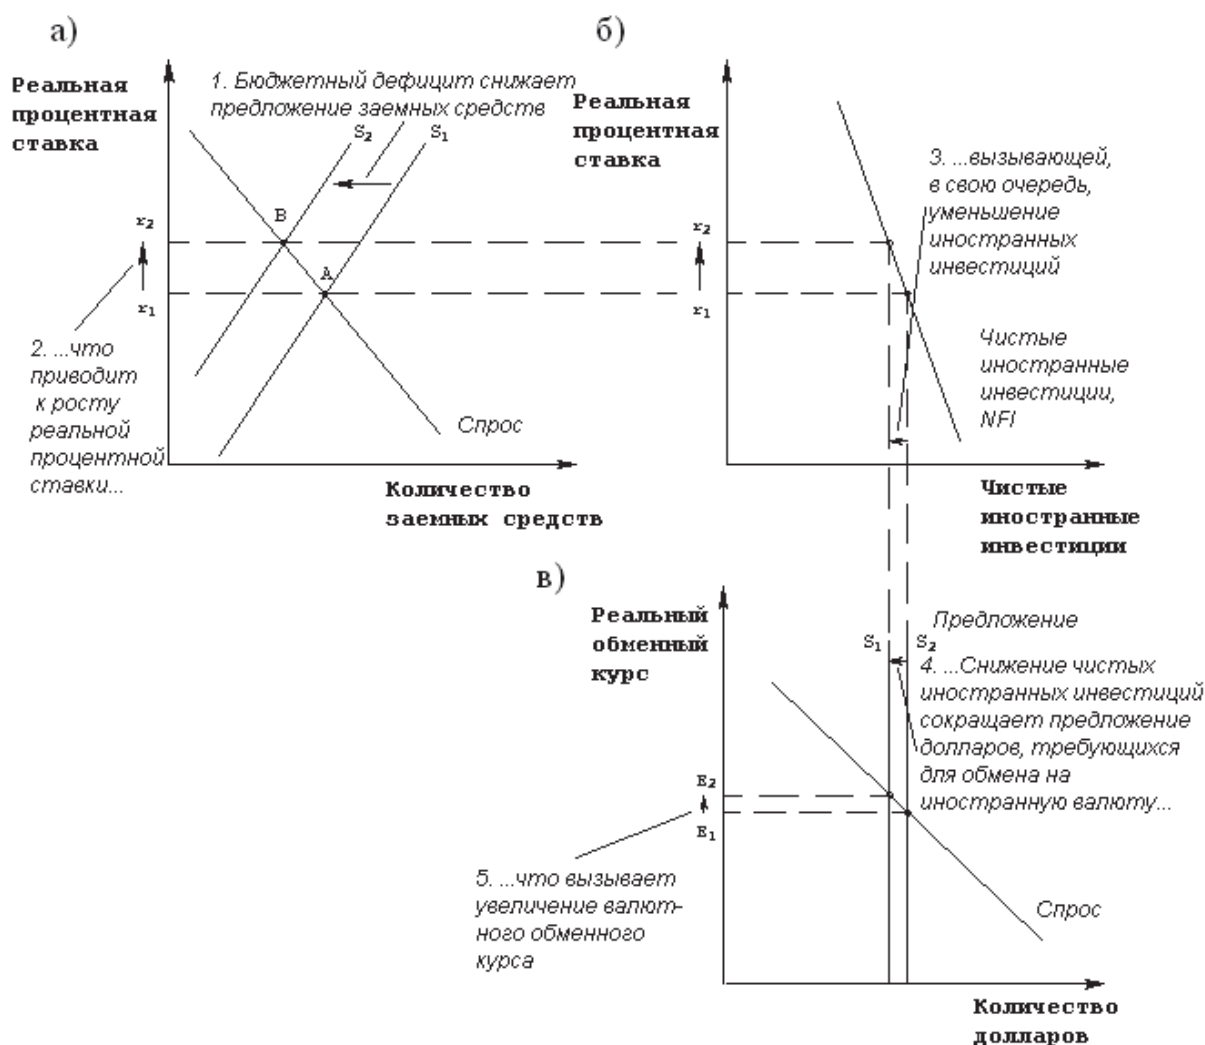 а)
Реальная
процентная
ставка
1. Бюджетный дефицит снижает
предложение заемных средств
S₂
S₁
B
A
r₂
r₁
2. ...что
приводит
к росту
реальной
процентной
ставки...
Спрос
Количество
заемных средств
б)
Реальная
процентная
ставка
3. ...вызывающей,
в свою очередь,
уменьшение
иностранных
инвестиций
r₂
r₁
Чистые
иностранные
инвестиции,
NFI
Чистые
иностранные
инвестиции
в)
Реальный
обменный
курс
Предложение
S₁
S₂
4. ...Снижение чистых
иностранных инвестиций
сокращает предложение
долларов, требующихся
для обмена на
иностранную валюту...
E₂
E₁
5. ...что вызывает
увеличение валют-
ного обменного
курса
Спрос
Количество
долларов